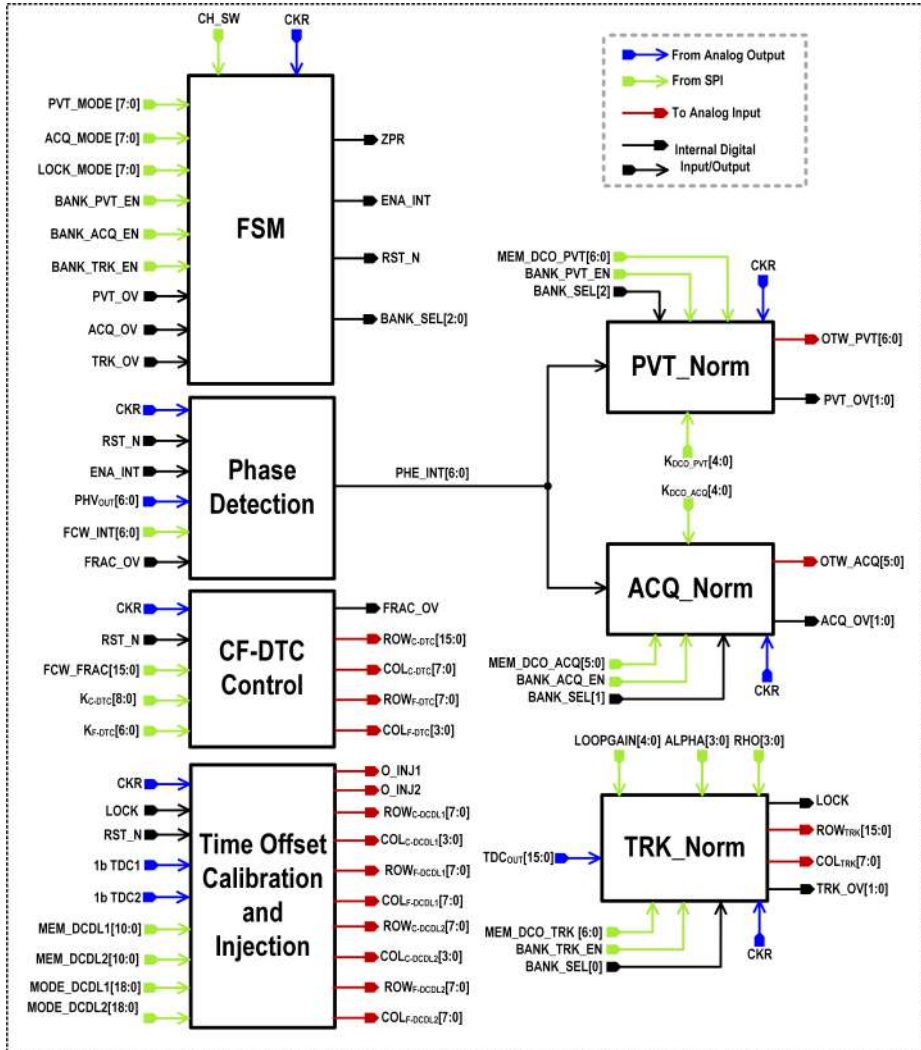 CH_SW
CKR
PVT_MODE [7:0]
ACQ_MODE [7:0]
LOCK_MODE [7:0]
BANK_PVT_EN
BANK_ACQ_EN
BANK_TRK_EN
PVT_OV
ACQ_OV
TRK_OV
FSM
ZPR
ENA_INT
RST_N
BANK_SEL[2:0]
From Analog Output
From SPI
To Analog Input
Internal Digital
Input/Output
CKR
RST_N
ENA_INT
PHVOUT[6:0]
FCW_INT[6:0]
FRAC_OV
Phase
Detection
PHE_INT[6:0]
MEM_DCO_PVT[6:0]
BANK_PVT_EN
BANK_SEL[2]
CKR
PVT_Norm
OTW_PVT[6:0]
PVT_OV[1:0]
KDCO_PVT[4:0]
KDCO_ACQ[4:0]
ACQ_Norm
OTW_ACQ[5:0]
ACQ_OV[1:0]
MEM_DCO_ACQ[5:0]
BANK_ACQ_EN
BANK_SEL[1]
CKR
CKR
RST_N
FCW_FRAC[15:0]
KC-DTC[8:0]
KF-DTC[6:0]
CF-DTC
Control
FRAC_OV
ROWC-DTC[15:0]
COLC-DTC[7:0]
ROWF-DTC[7:0]
COLF-DTC[3:0]
CKR
LOCK
RST_N
1b TDC1
1b TDC2
MEM_DCDL1[10:0]
MEM_DCDL2[10:0]
MODE_DCDL1[18:0]
MODE_DCDL2[18:0]
Time Offset
Calibration
and
Injection
O_INJ1
O_INJ2
ROWC-DCDL1[7:0]
COLC-DCDL1[3:0]
ROWF-DCDL1[7:0]
COLF-DCDL1[7:0]
ROWC-DCDL2[7:0]
COLC-DCDL2[3:0]
ROWF-DCDL2[7:0]
COLF-DCDL2[7:0]
LOOPGAIN[4:0] ALPHA[3:0] RHO[3:0]
TDCOUT[15:0]
TRK_Norm
LOCK
ROWTRK[15:0]
COLTRK[7:0]
TRK_OV[1:0]
MEM_DCO_TRK [6:0]
BANK_TRK_EN
BANK_SEL[0]
CKR